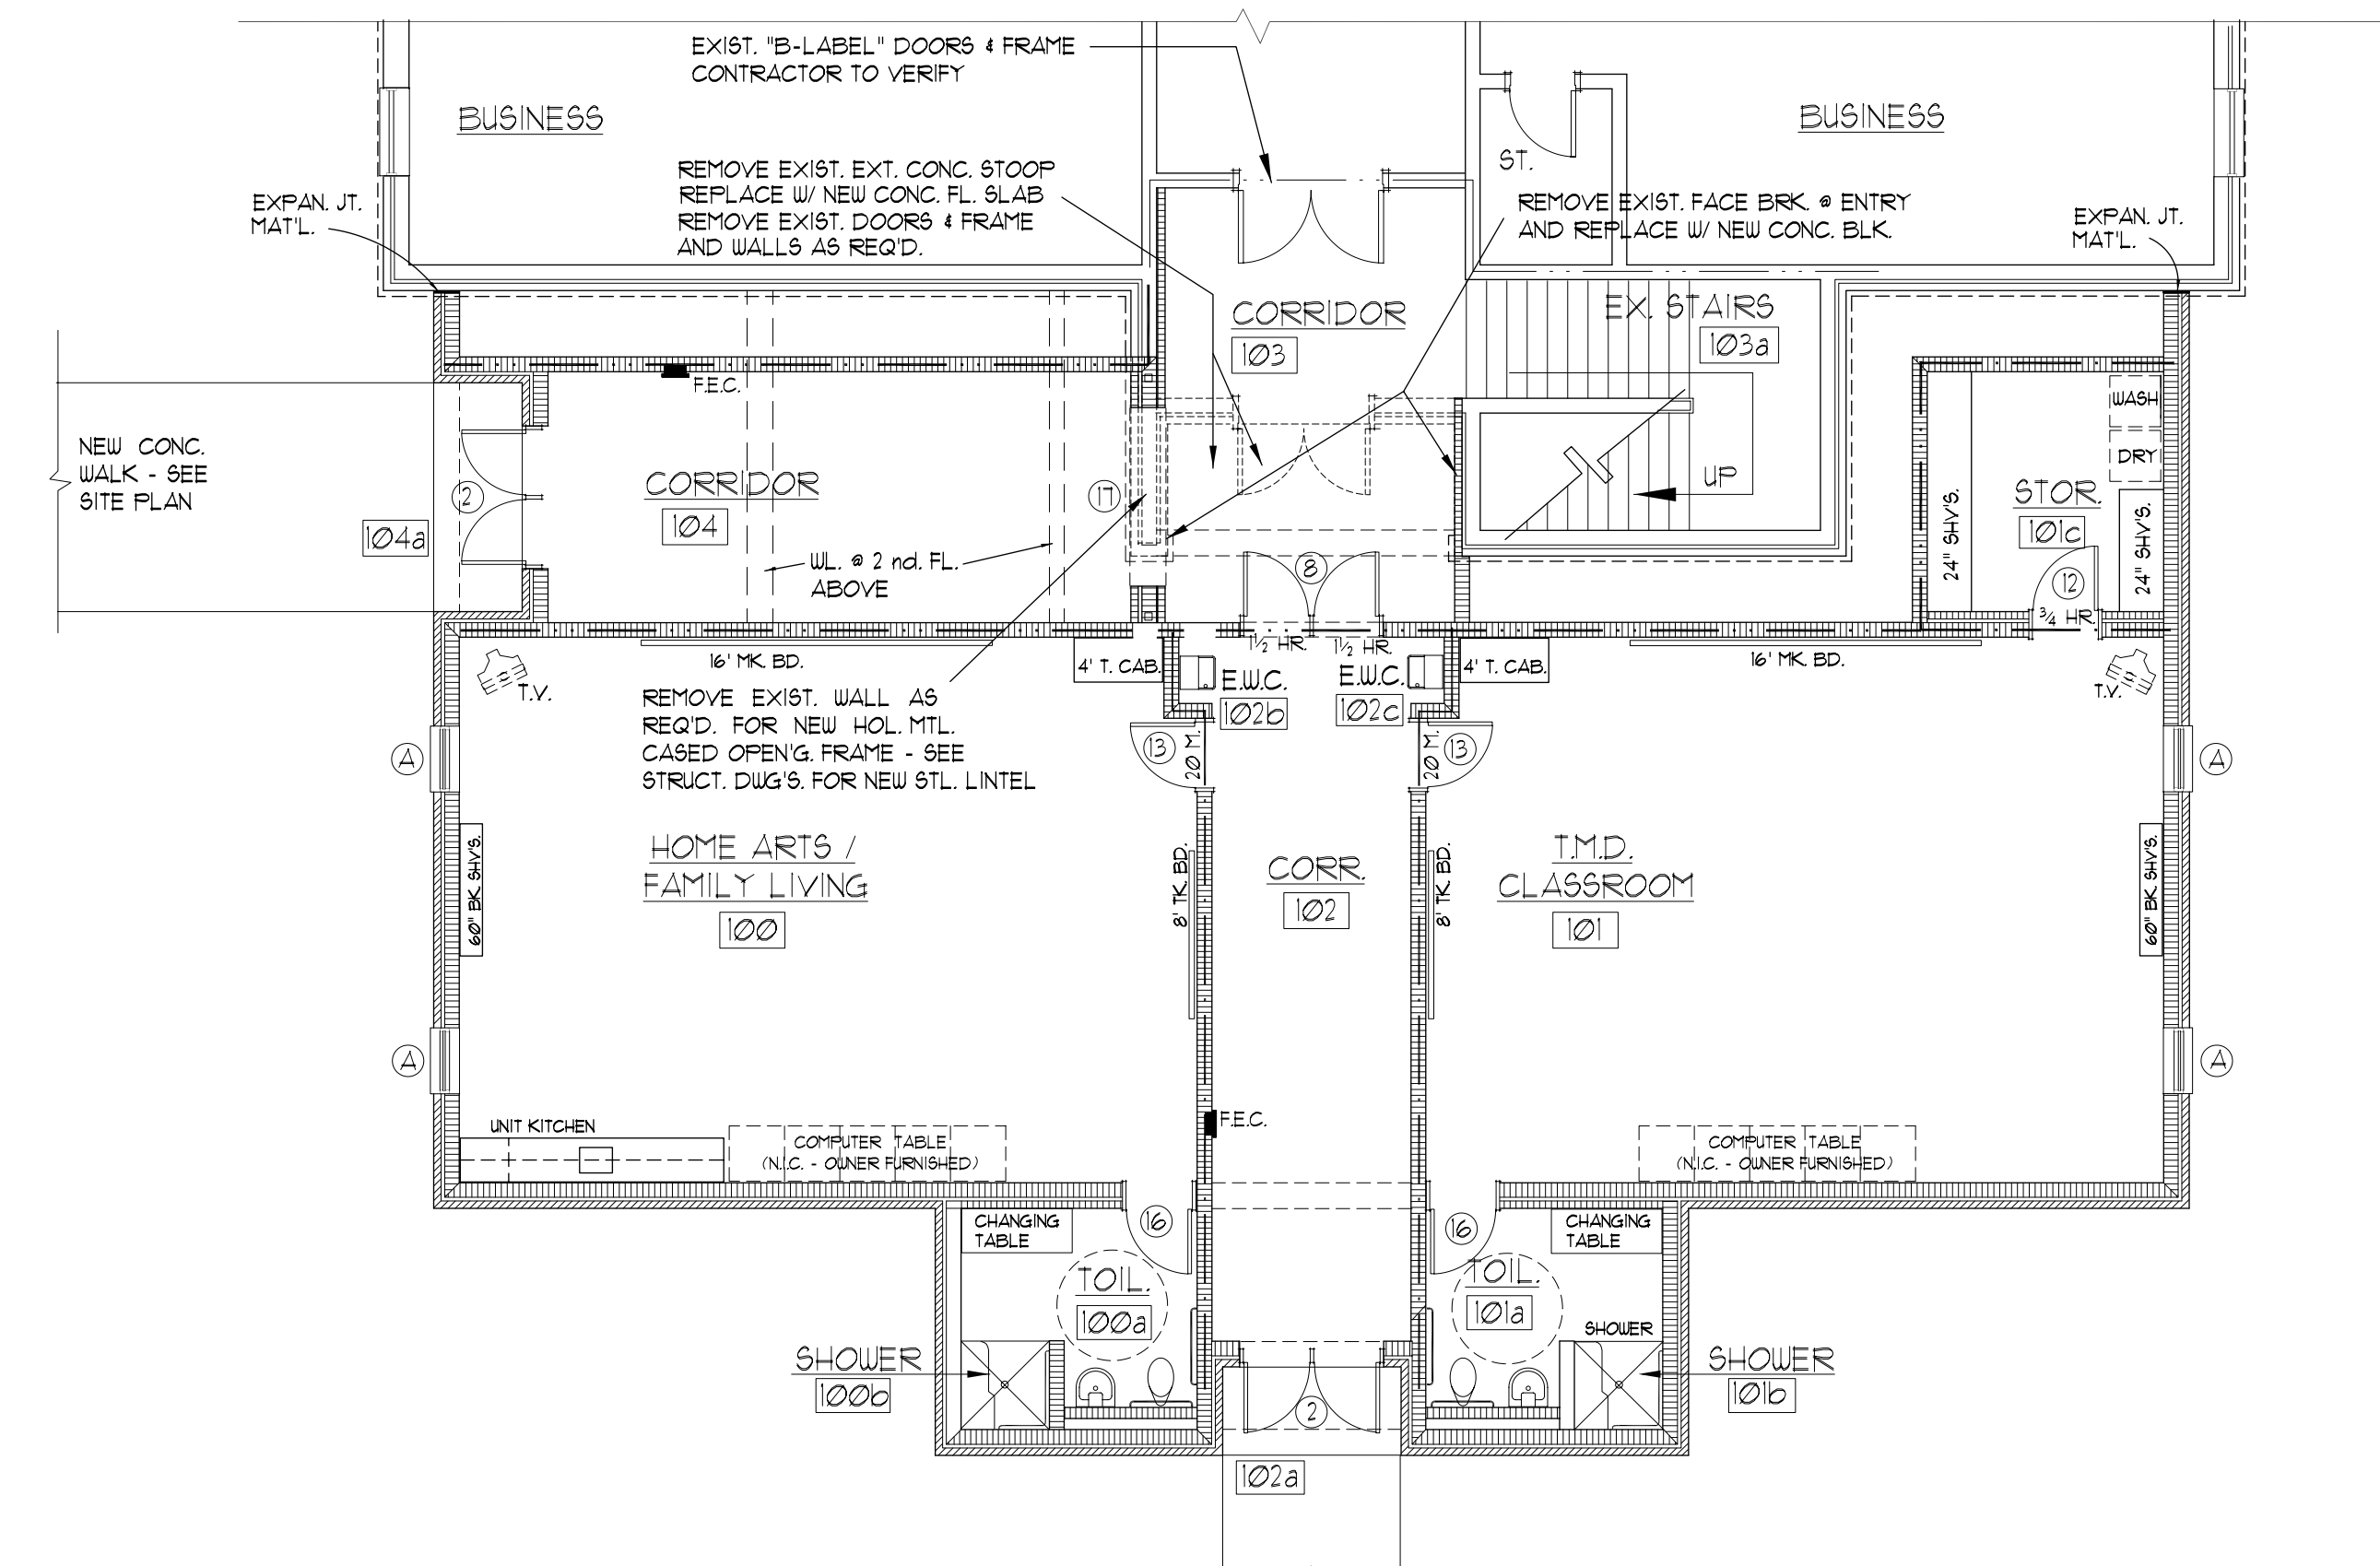 EXIST. "B-LABEL" DOORS & FRAME
CONTRACTOR TO VERIFY
BUSINESS
BUSINESS
ST.
REMOVE EXIST. EXT. CONC. STOOP
REPLACE W/ NEW CONC. FL. SLAB
REMOVE EXIST. DOORS & FRAME
AND WALLS AS REQ'D.
EXPAN. JT.
MAT'L.
REMOVE EXIST. FACE BRK. @ ENTRY
AND REPLACE W/ NEW CONC. BLK.
EXPAN. JT.
MAT'L.
CORRIDOR
103
EX. STAIRS
103a
F.E.C.
WASH
DRY
UP
NEW CONC.
WALK - SEE
SITE PLAN
2
104a
CORRIDOR
104
17
STOR.
101c
24" SHV'S.
24" SHV'S.
WL. @ 2 nd. FL.
ABOVE
8
12
3/4 HR.
1 1/2 HR.
1 1/2 HR.
16' MK. BD.
4' T. CAB.
E.W.C.
102b
E.W.C.
102c
4' T. CAB.
16' MK. BD.
T.V.
T.V.
REMOVE EXIST. WALL AS
REQ'D. FOR NEW HOL. MTL.
CASED OPEN'G. FRAME - SEE
STRUCT. DWG'S. FOR NEW STL. LINTEL
13
20 M.
20 M.
13
A
A
HOME ARTS /
FAMILY LIVING
100
60" BK. SHV'S.
8' TK. BD.
CORR.
102
8' TK. BD.
T.M.D.
CLASSROOM
101
60" BK. SHV'S.
A
A
F.E.C.
UNIT KITCHEN
COMPUTER TABLE
(N.I.C. - OWNER FURNISHED)
COMPUTER TABLE
(N.I.C. - OWNER FURNISHED)
CHANGING
TABLE
16
16
CHANGING
TABLE
TOIL.
100a
TOIL.
101a
SHOWER
SHOWER
100b
SHOWER
101b
2
102a